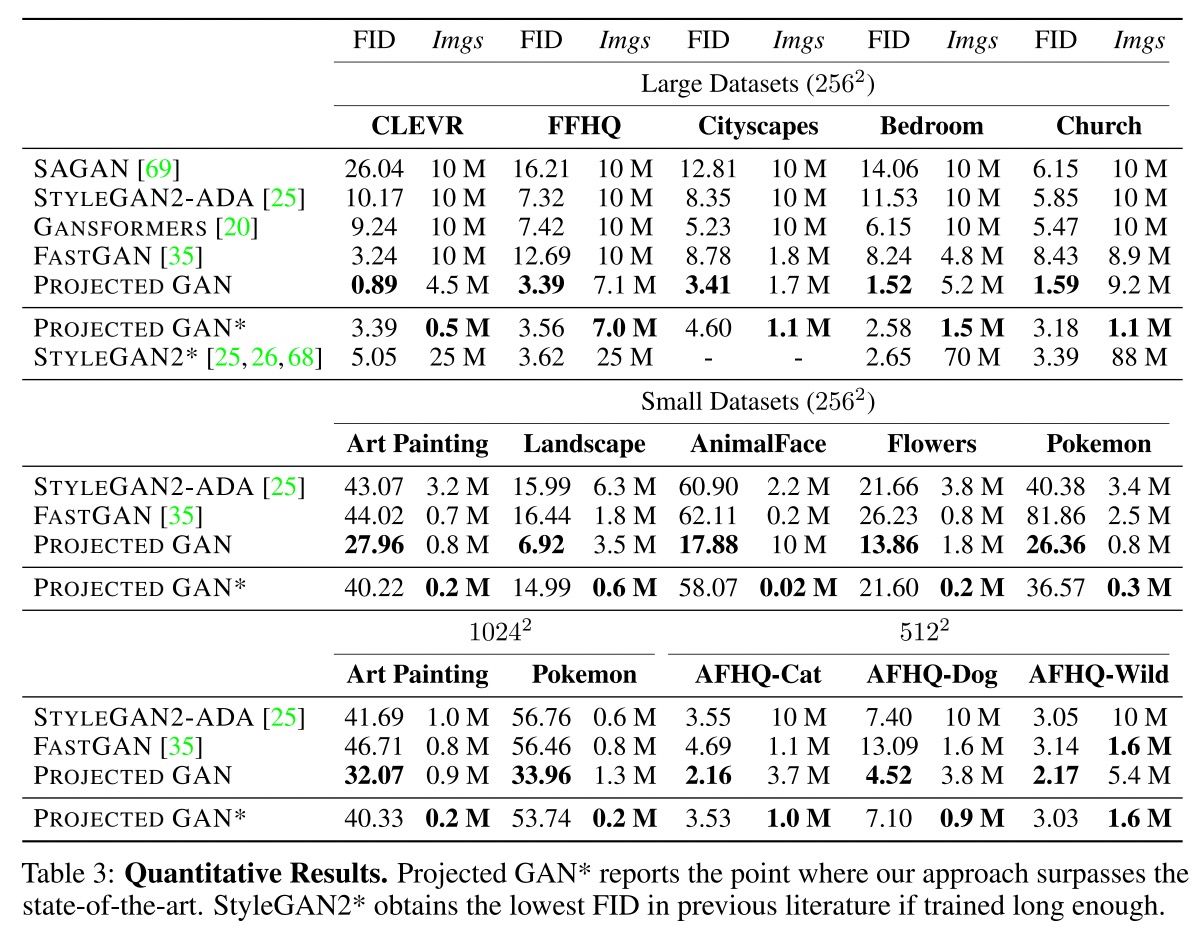 FID Imgs FID Imgs FID Imgs FID Imgs FID Imgs
Large Datasets (256²)
CLEVR FFHQ Cityscapes Bedroom Church
SAGAN [69] 26.04 10 M 16.21 10 M 12.81 10 M 14.06 10 M 6.15 10 M
STYLEGAN2-ADA [25] 10.17 10 M 7.32 10 M 8.35 10 M 11.53 10 M 5.85 10 M
GANSFORMERS [20] 9.24 10 M 7.42 10 M 5.23 10 M 6.15 10 M 5.47 10 M
FASTGAN [35] 3.24 10 M 12.69 10 M 8.78 1.8 M 8.24 4.8 M 8.43 8.9 M
PROJECTED GAN 0.89 4.5 M 3.39 7.1 M 3.41 1.7 M 1.52 5.2 M 1.59 9.2 M
PROJECTED GAN* 3.39 0.5 M 3.56 7.0 M 4.60 1.1 M 2.58 1.5 M 3.18 1.1 M
STYLEGAN2* [25, 26, 68] 5.05 25 M 3.62 25 M - - 2.65 70 M 3.39 88 M
Small Datasets (256²)
Art Painting Landscape AnimalFace Flowers Pokemon
STYLEGAN2-ADA [25] 43.07 3.2 M 15.99 6.3 M 60.90 2.2 M 21.66 3.8 M 40.38 3.4 M
FASTGAN [35] 44.02 0.7 M 16.44 1.8 M 62.11 0.2 M 26.23 0.8 M 81.86 2.5 M
PROJECTED GAN 27.96 0.8 M 6.92 3.5 M 17.88 10 M 13.86 1.8 M 26.36 0.8 M
PROJECTED GAN* 40.22 0.2 M 14.99 0.6 M 58.07 0.02 M 21.60 0.2 M 36.57 0.3 M
1024² 512²
Art Painting Pokemon AFHQ-Cat AFHQ-Dog AFHQ-Wild
STYLEGAN2-ADA [25] 41.69 1.0 M 56.76 0.6 M 3.55 10 M 7.40 10 M 3.05 10 M
FASTGAN [35] 46.71 0.8 M 56.46 0.8 M 4.69 1.1 M 13.09 1.6 M 3.14 1.6 M
PROJECTED GAN 32.07 0.9 M 33.96 1.3 M 2.16 3.7 M 4.52 3.8 M 2.17 5.4 M
PROJECTED GAN* 40.33 0.2 M 53.74 0.2 M 3.53 1.0 M 7.10 0.9 M 3.03 1.6 M
Table 3: Quantitative Results. Projected GAN* reports the point where our approach surpasses the
state-of-the-art. StyleGAN2* obtains the lowest FID in previous literature if trained long enough.